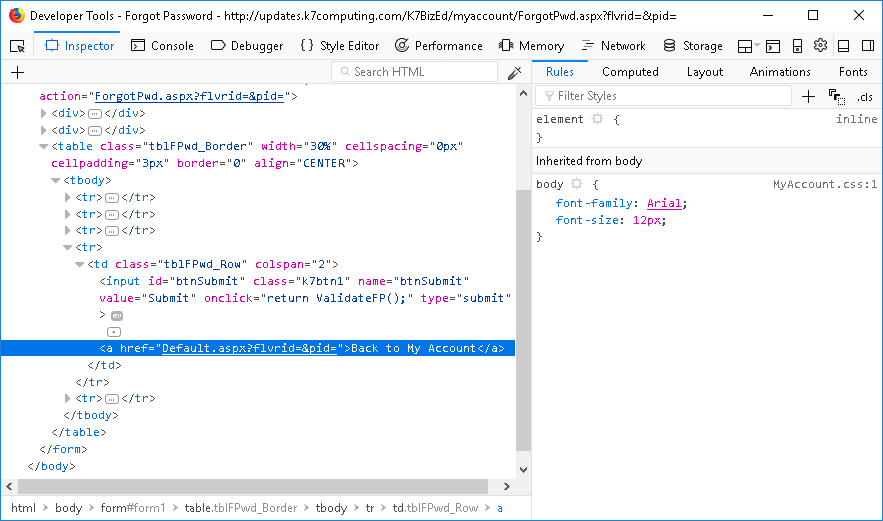 Developer Tools - Forgot Password - http://updates.k7computing.com/K7BizEd/myaccount/ForgotPwd.aspx?flvrid=&pid=
Inspector Console Debugger {} Style Editor Performance Memory Network Storage
+ Search HTML
Rules Computed Layout Animations Fonts
Filter Styles + .cls
action="ForgotPwd.aspx?flvrid=&pid=">
<div>…</div>
<div>…</div>
<table class="tblFPwd_Border" width="30%" cellspacing="0px"
cellpadding="3px" border="0" align="CENTER">
<tbody>
<tr>…</tr>
<tr>…</tr>
<tr>…</tr>
<tr>
<td class="tblFPwd_Row" colspan="2">
<input id="btnSubmit" class="k7btn1" name="btnSubmit"
value="Submit" onclick="return ValidateFP();" type="submit"
> ev
<a href="Default.aspx?flvrid=&pid=">Back to My Account</a>
</td>
</tr>
<tr>…</tr>
</tbody>
</table>
</form>
</body>
element { inline
}
Inherited from body
body { MyAccount.css:1
font-family: Arial;
font-size: 12px;
}
html › body › form#form1 › table.tblFPwd_Border › tbody › tr › td.tblFPwd_Row › a